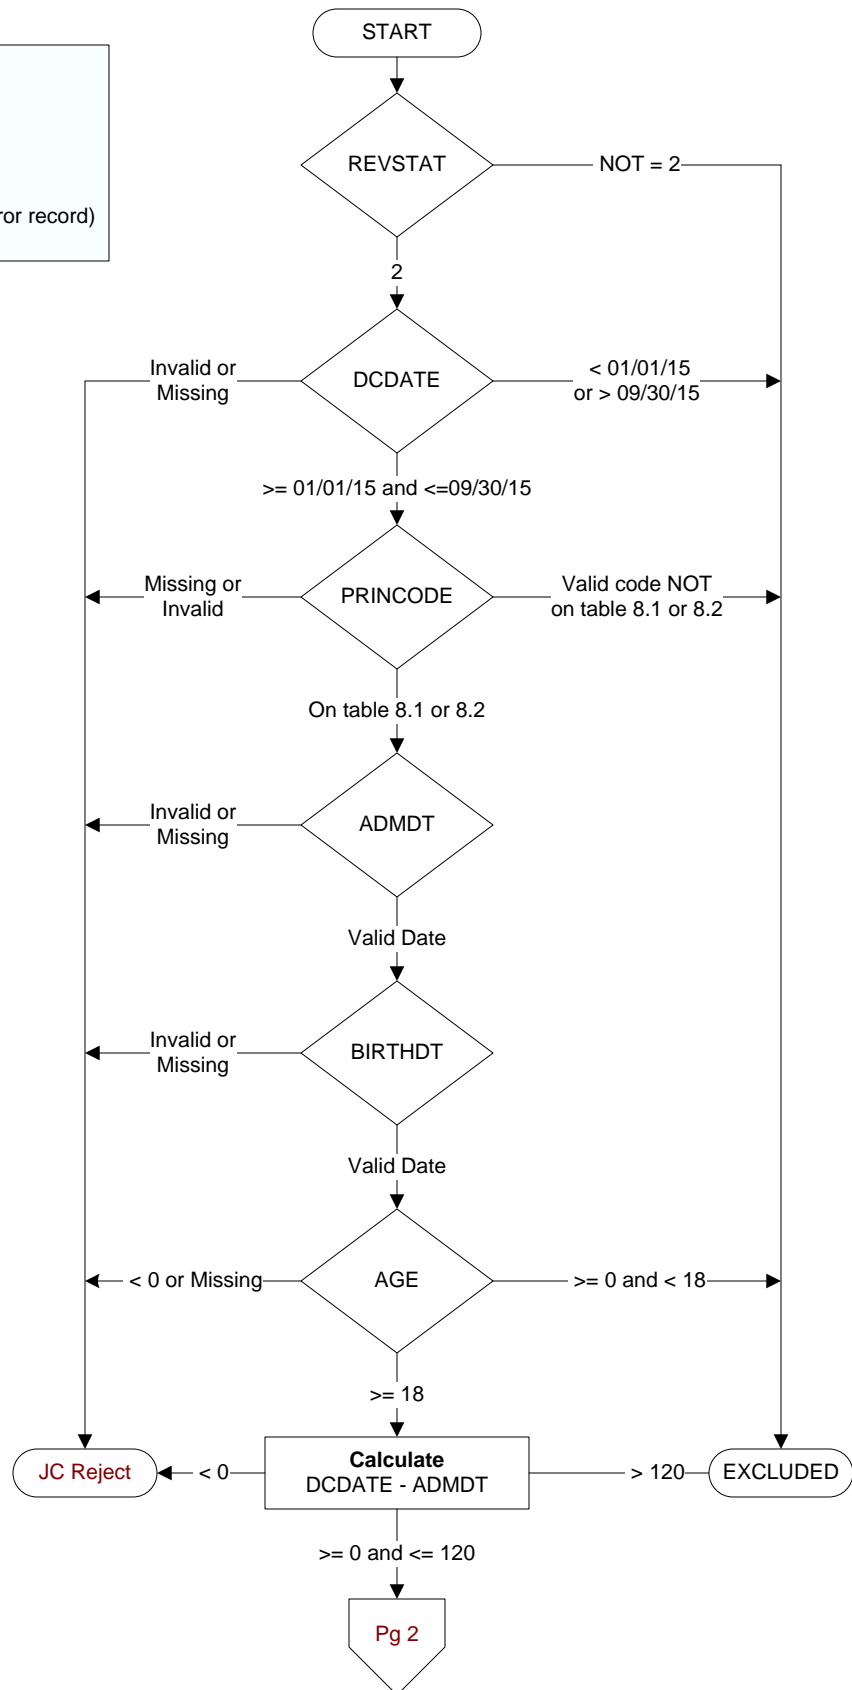 START
REVSTAT
NOT = 2
record)
2
Invalid or
Missing
DCDATE
< 01/01/15
or > 09/30/15
>= 01/01/15 and <=09/30/15
Missing or
Invalid
PRINCODE
Valid code NOT
on table 8.1 or 8.2
On table 8.1 or 8.2
Invalid or
Missing
ADMDT
Valid Date
Invalid or
Missing
BIRTHDT
Valid Date
< 0 or Missing
AGE
>= 0 and < 18
>= 18
JC Reject
< 0
Calculate
DCDATE - ADMDT
> 120
EXCLUDED
>= 0 and <= 120
Pg 2